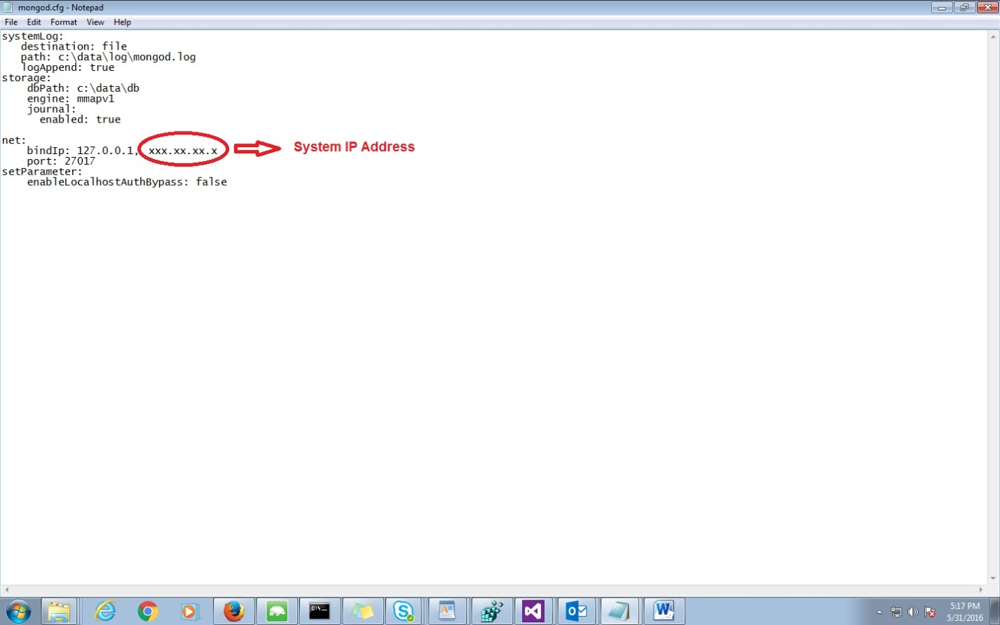 mongod.cfg - Notepad
File Edit Format View Help
systemLog:
   destination: file
   path: c:\data\log\mongod.log
   logAppend: true
storage:
    dbPath: c:\data\db
    engine: mmapv1
    journal:
      enabled: true
net:
    bindIp: 127.0.0.1, xxx.xx.xx.x System IP Address
    port: 27017
setParameter:
    enableLocalhostAuthBypass: false
C:\
5:17 PM
5/31/2016